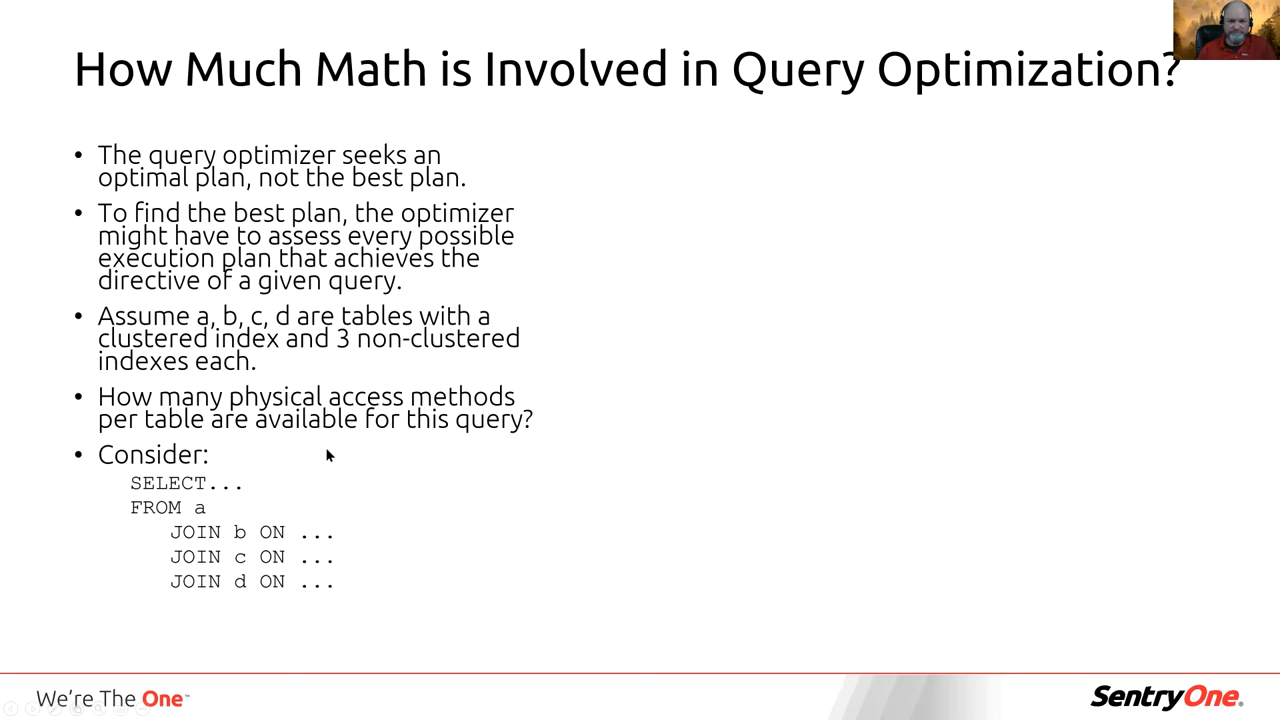 How Much Math is Involved in Query Optimization?
• The query optimizer seeks an
optimal plan, not the best plan.
• To find the best plan, the optimizer
might have to assess every possible
execution plan that achieves the
directive of a given query.
• Assume a, b, c, d are tables with a
clustered index and 3 non-clustered
indexes each.
• How many physical access methods
per table are available for this query?
• Consider:
SELECT...
FROM a
JOIN b ON ...
JOIN c ON ...
JOIN d ON ...
We're The One™
SentryOne®